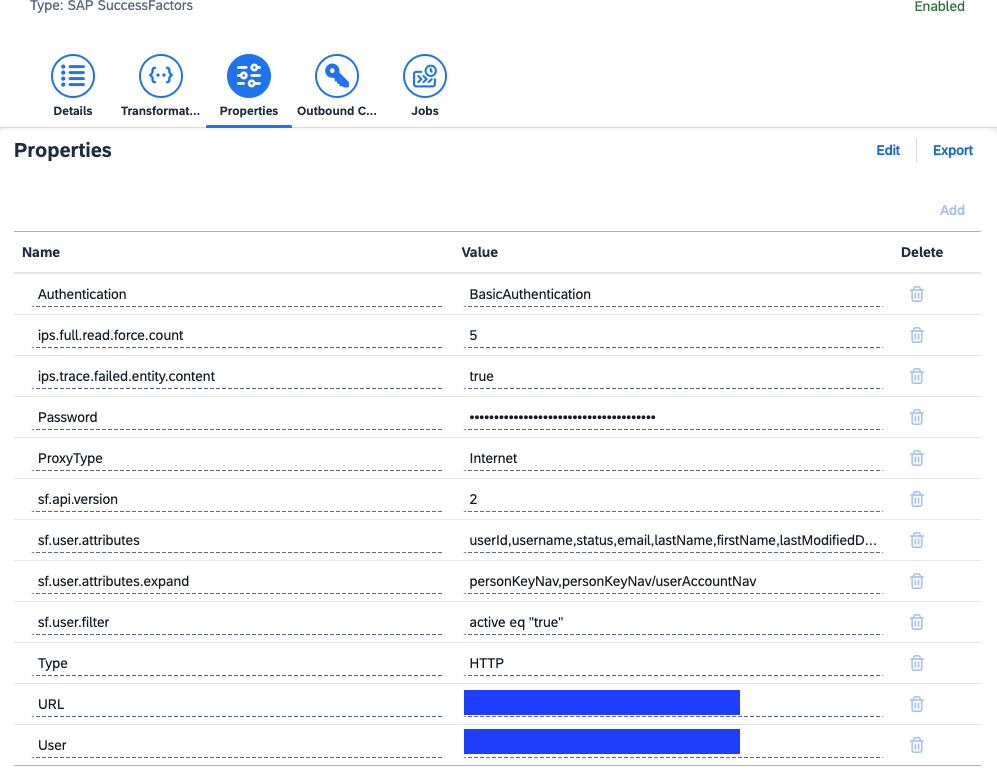 Type: SAP SuccessFactors
Enabled
Details
Transformat...
Properties
Outbound C...
Jobs
Properties
Edit
Export
Add
Name Value Delete
Authentication BasicAuthentication
ips.full.read.force.count 5
ips.trace.failed.entity.content true
Password ••••••••••••••••••••••••••••••••••••••
ProxyType Internet
sf.api.version 2
sf.user.attributes userId,username,status,email,lastName,firstName,lastModifiedD...
sf.user.attributes.expand personKeyNav,personKeyNav/userAccountNav
sf.user.filter active eq "true"
Type HTTP
URL
User